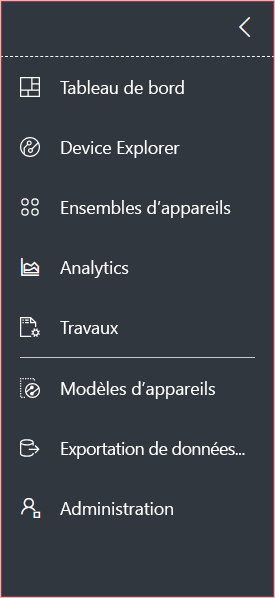 Tableau de bord
Device Explorer
Ensembles d'appareils
Analytics
Travaux
Modèles d'appareils
Exportation de données...
Administration